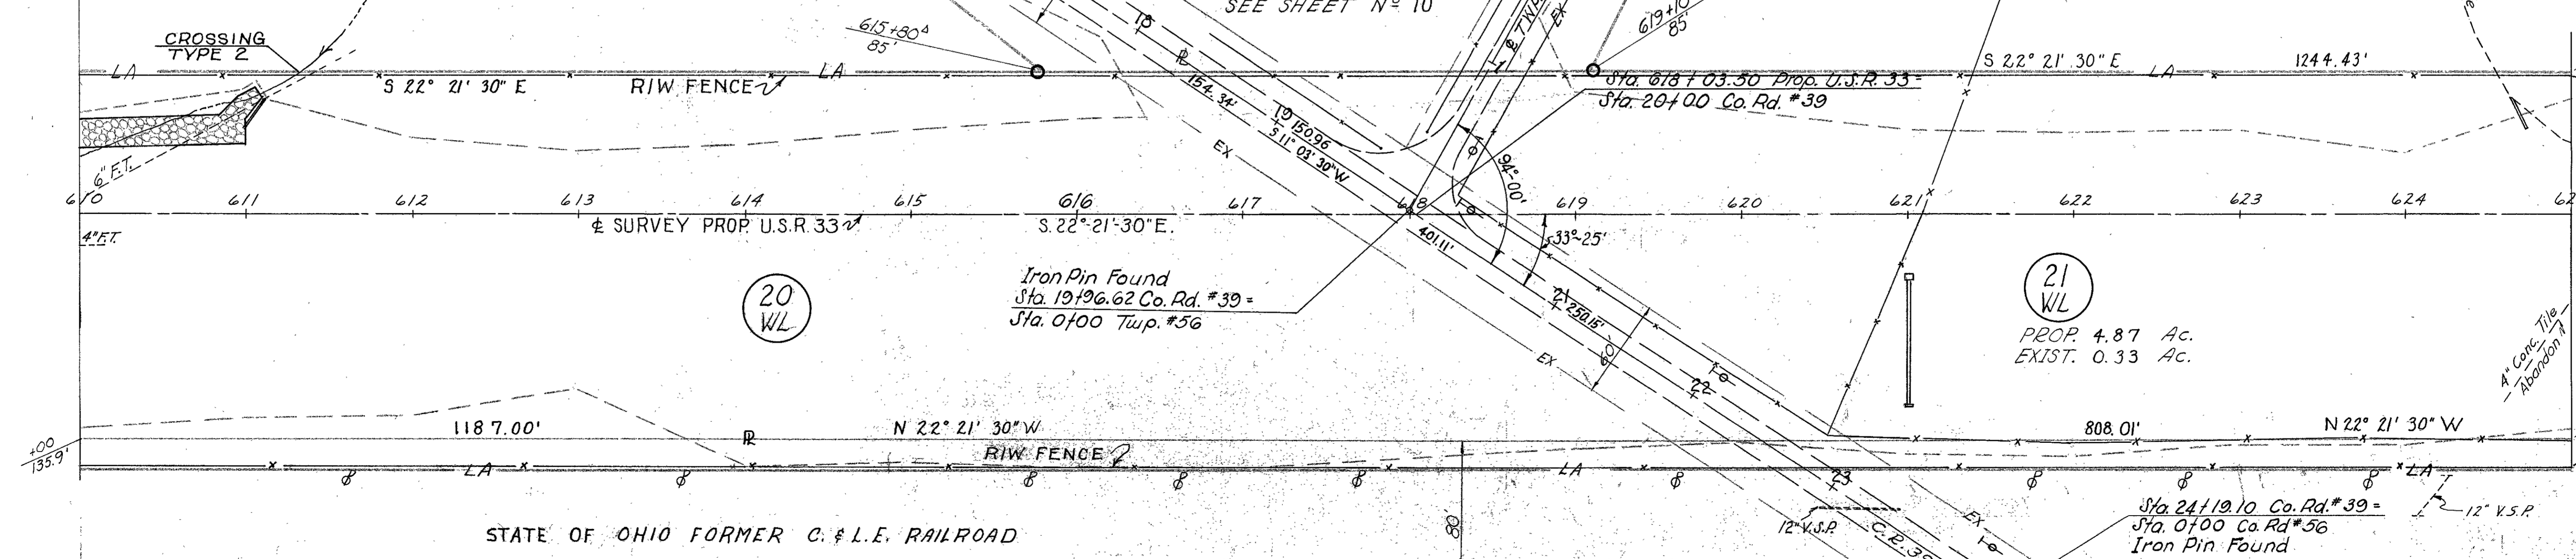 SEE SHEET Nº 10
615+80
85'
619+10
85'
CROSSING
TYPE 2
LA
S 22° 21' 30" E
R/W FENCE
LA
154.34'
18
19
150.96
S 11° 03' 30" W
EX
EX
Sta. 618+03.50 Prop. U.S.R. 33=
Sta. 20+00 Co. Rd. #39
S 22° 21' 30" E
LA
1244.43'
6" F.T.
94°-00'
610
611
612
613
614
615
616
617
618
619
620
621
622
623
624
₵ SURVEY PROP. U.S.R. 33
S. 22°-21'-30" E.
4" F.T.
401.11'
33°-25'
Iron Pin Found
Sta. 19+96.62 Co. Rd. #39=
Sta. 0+00 Twp. #56
20
WL
21
250.15'
60'
EX
22
21
WL
PROP. 4.87 Ac.
EXIST. 0.33 Ac.
4" Conc. Tile
Abandon
+00
135.9'
1187.00'
N 22° 21' 30" W
R/W FENCE
808.01'
N 22° 21' 30" W
LA
LA
LA
23
80'
12" V.S.P.
C.R. 39
EX
STATE OF OHIO FORMER C. & L.E. RAILROAD
Sta. 24+19.10 Co. Rd. #39=
Sta. 0+00 Co. Rd #56
Iron Pin Found
12" V.S.P.